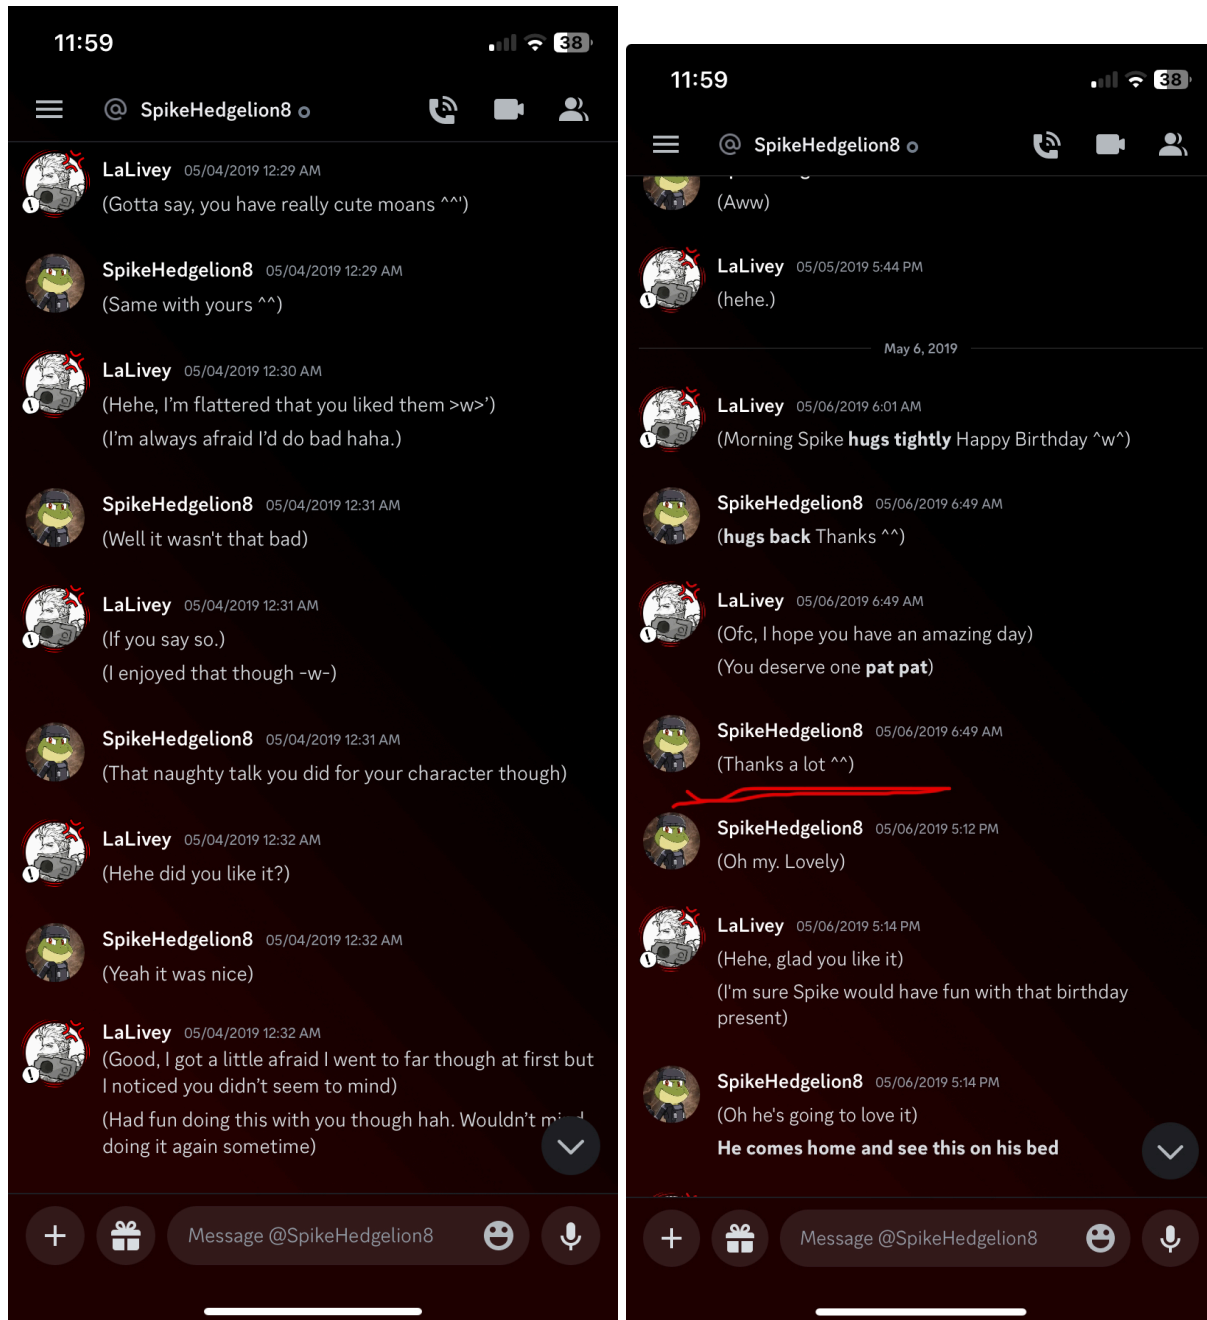 11:59
38
@ SpikeHedgelion8
LaLivey 05/04/2019 12:29 AM
(Gotta say, you have really cute moans ^^')
SpikeHedgelion8 05/04/2019 12:29 AM
(Same with yours ^^)
LaLivey 05/04/2019 12:30 AM
(Hehe, I'm flattered that you liked them >w>’)
(I'm always afraid I'd do bad haha.)
SpikeHedgelion8 05/04/2019 12:31 AM
(Well it wasn't that bad)
LaLivey 05/04/2019 12:31 AM
(If you say so.)
(I enjoyed that though -w-)
SpikeHedgelion8 05/04/2019 12:31 AM
(That naughty talk you did for your character though)
LaLivey 05/04/2019 12:32 AM
(Hehe did you like it?)
SpikeHedgelion8 05/04/2019 12:32 AM
(Yeah it was nice)
LaLivey 05/04/2019 12:32 AM
(Good, I got a little afraid I went to far though at first but
I noticed you didn’t seem to mind)
(Had fun doing this with you though hah. Wouldn’t mind
doing it again sometime)
Message @SpikeHedgelion8
11:59
38
@ SpikeHedgelion8
(Aww)
LaLivey 05/05/2019 5:44 PM
(hehe.)
May 6, 2019
LaLivey 05/06/2019 6:01 AM
(Morning Spike hugs tightly Happy Birthday ^w^)
SpikeHedgelion8 05/06/2019 6:49 AM
(hugs back Thanks ^^)
LaLivey 05/06/2019 6:49 AM
(Ofc, I hope you have an amazing day)
(You deserve one pat pat)
SpikeHedgelion8 05/06/2019 6:49 AM
(Thanks a lot ^^)
SpikeHedgelion8 05/06/2019 5:12 PM
(Oh my. Lovely)
LaLivey 05/06/2019 5:14 PM
(Hehe, glad you like it)
(I'm sure Spike would have fun with that birthday
present)
SpikeHedgelion8 05/06/2019 5:14 PM
(Oh he's going to love it)
He comes home and see this on his bed
Message @SpikeHedgelion8